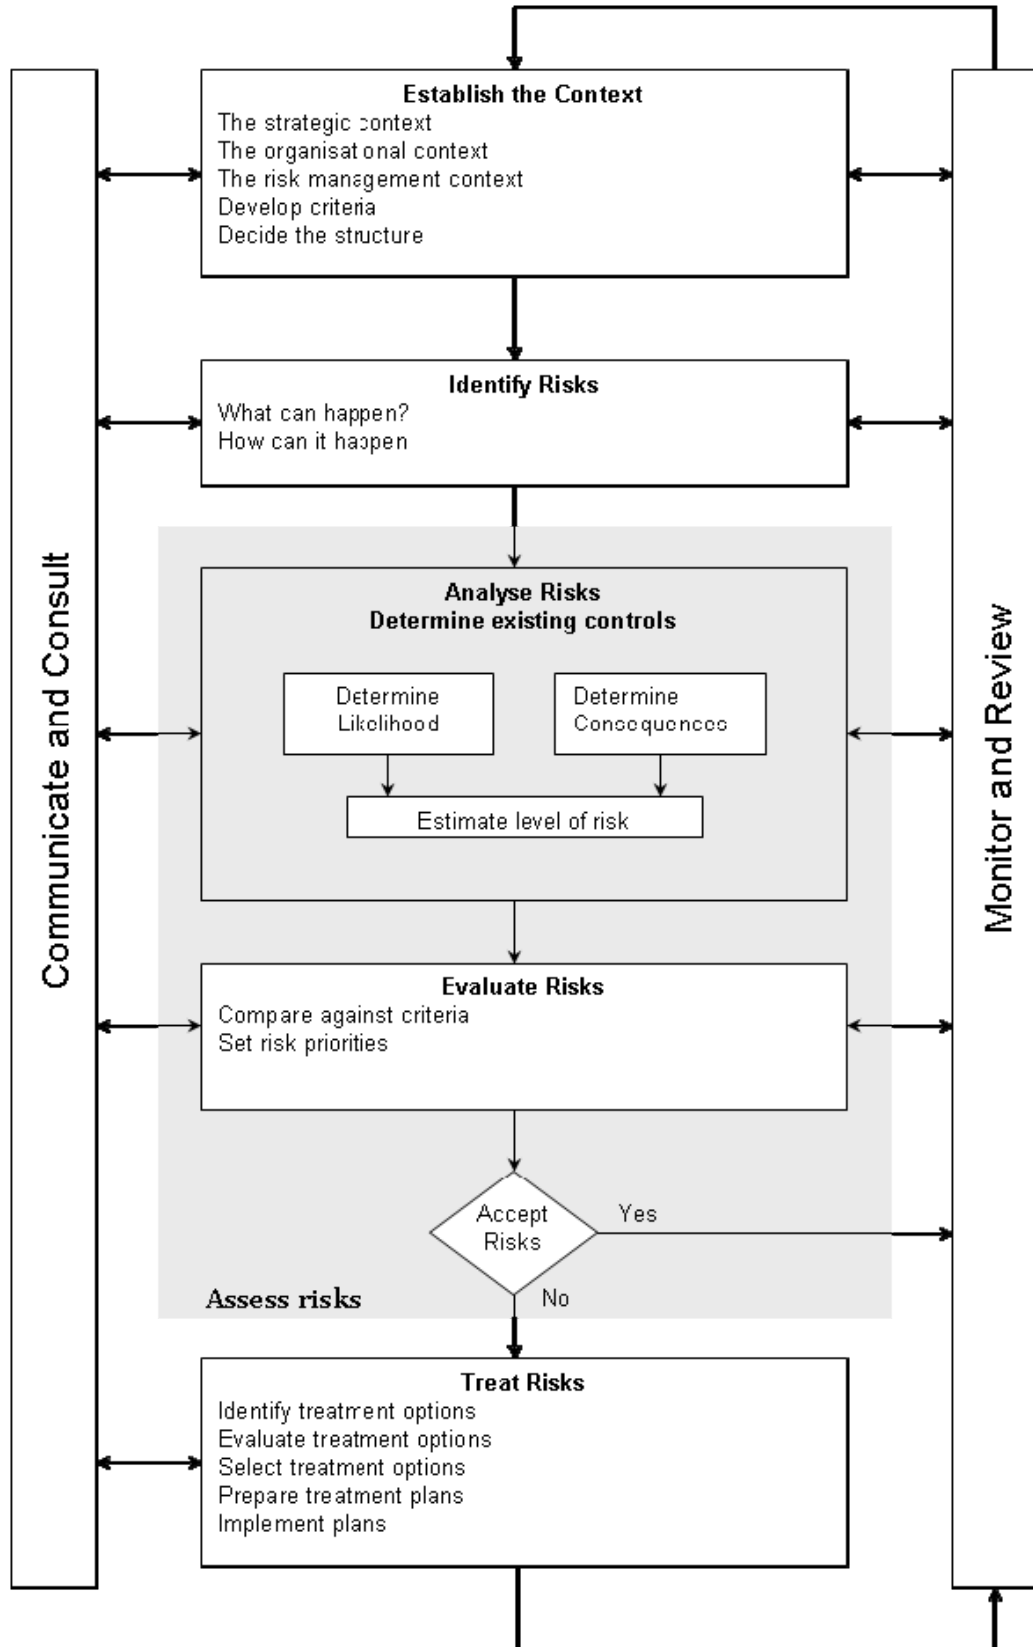 Establish the Context
The strategic context
The organisational context
The risk management context
Develop criteria
Decide the structure
Identify Risks
What can happen?
How can it happen
Communicate and Consult
Monitor and Review
Analyse Risks
Determine existing controls
Determine
Likelihood
Determine
Consequences
Estimate level of risk
Evaluate Risks
Compare against criteria
Set risk priorities
Accept
Risks
Yes
No
Assess risks
Treat Risks
Identify treatment options
Evaluate treatment options
Select treatment options
Prepare treatment plans
Implement plans